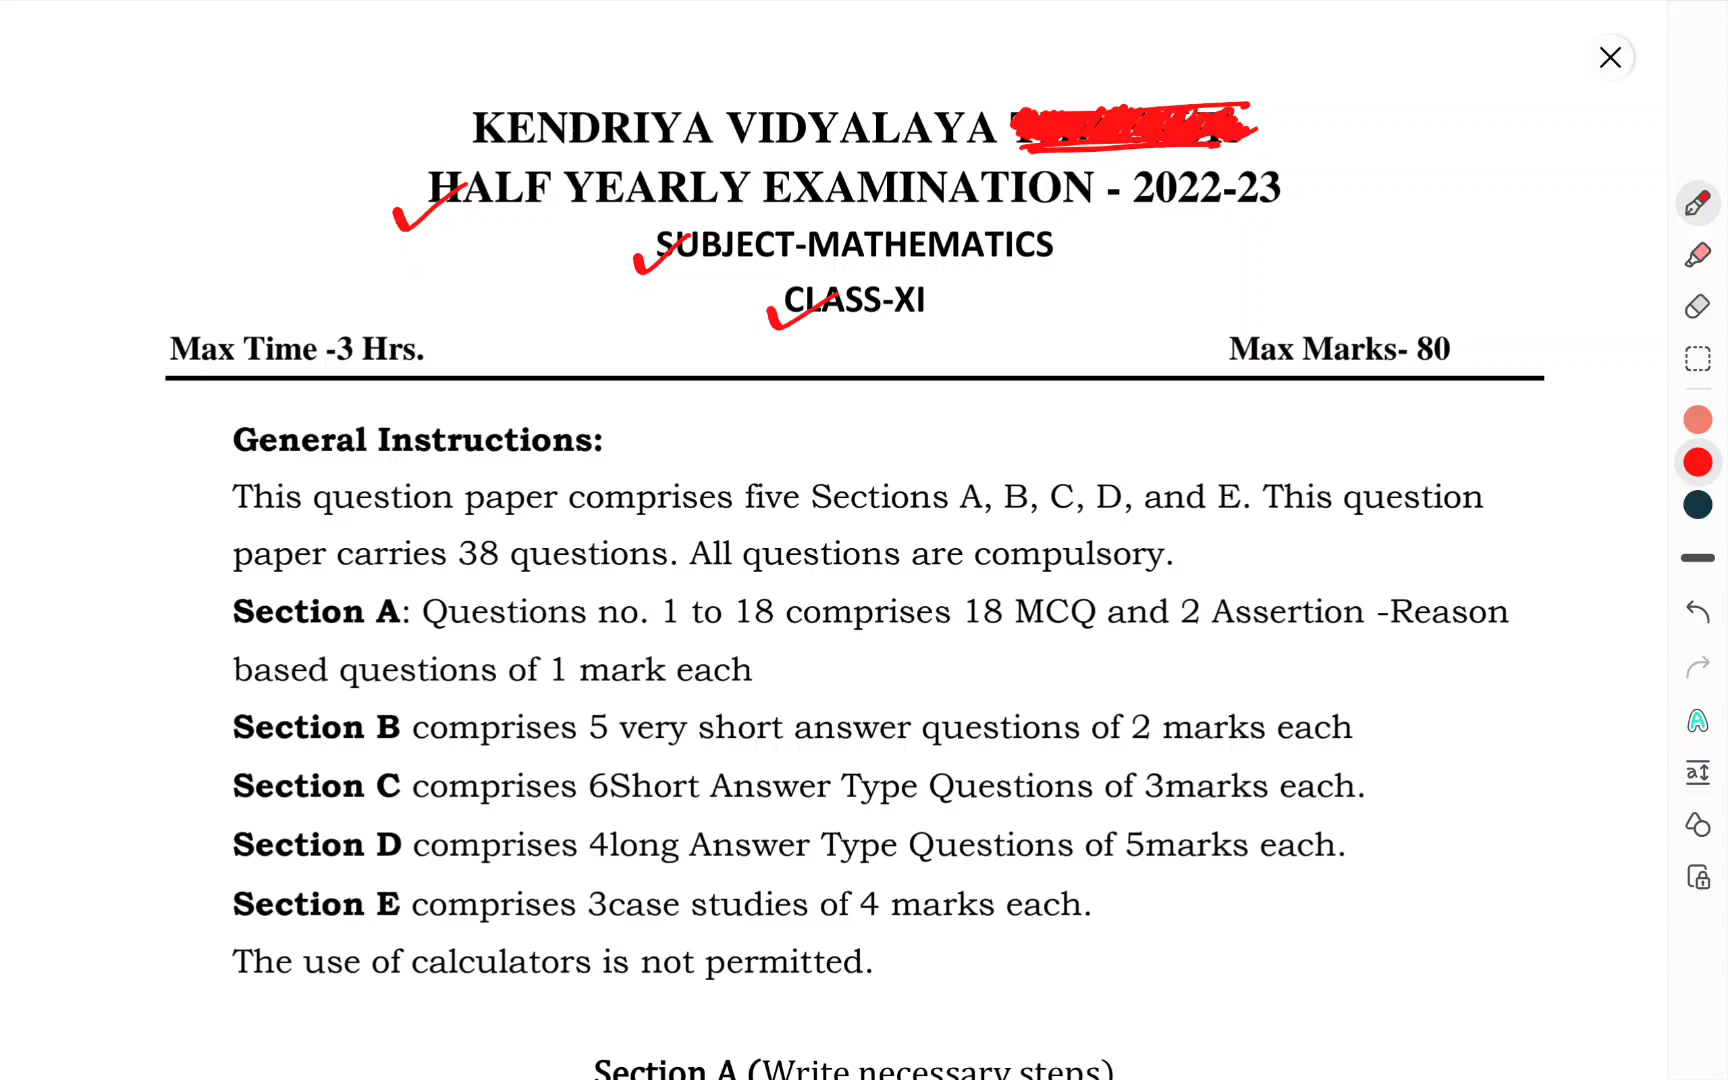 KENDRIYA VIDYALAYA
HALF YEARLY EXAMINATION - 2022-23
SUBJECT-MATHEMATICS
CLASS-XI
Max Time -3 Hrs. Max Marks- 80
General Instructions:
This question paper comprises five Sections A, B, C, D, and E. This question
paper carries 38 questions. All questions are compulsory.
Section A: Questions no. 1 to 18 comprises 18 MCQ and 2 Assertion -Reason
based questions of 1 mark each
Section B comprises 5 very short answer questions of 2 marks each
Section C comprises 6Short Answer Type Questions of 3marks each.
Section D comprises 4long Answer Type Questions of 5marks each.
Section E comprises 3case studies of 4 marks each.
The use of calculators is not permitted.
Section A (Write necessary steps)